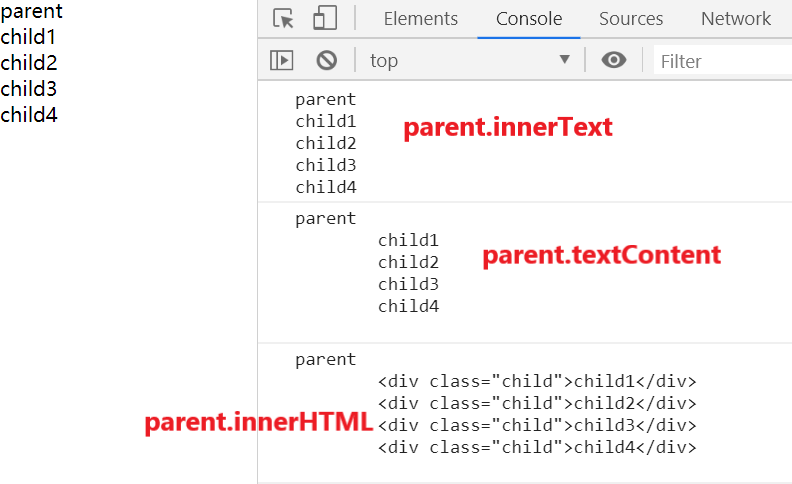 parent
child1
child2
child3
child4
Elements Console Sources Network
top Filter
parent
child1
child2
child3
child4
parent.innerText
parent
child1
child2
child3
child4
parent.textContent
parent
<div class="child">child1</div>
<div class="child">child2</div>
<div class="child">child3</div>
<div class="child">child4</div>
parent.innerHTML